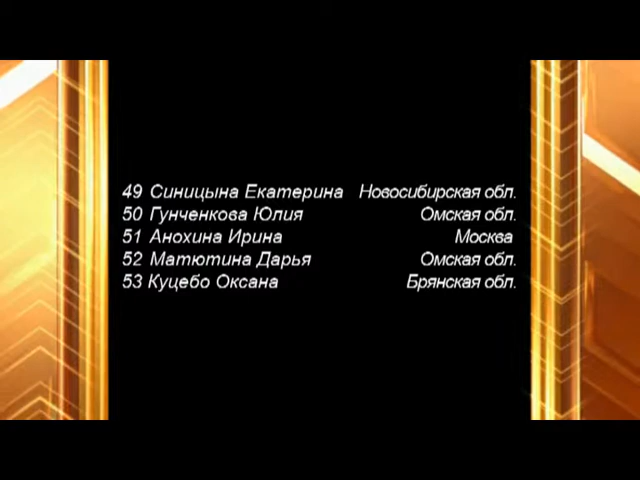 49 Синицына Екатерина Новосибирская обл.
50 Гунченкова Юлия Омская обл.
51 Анохина Ирина Москва
52 Матютина Дарья Омская обл.
53 Куцебо Оксана Брянская обл.